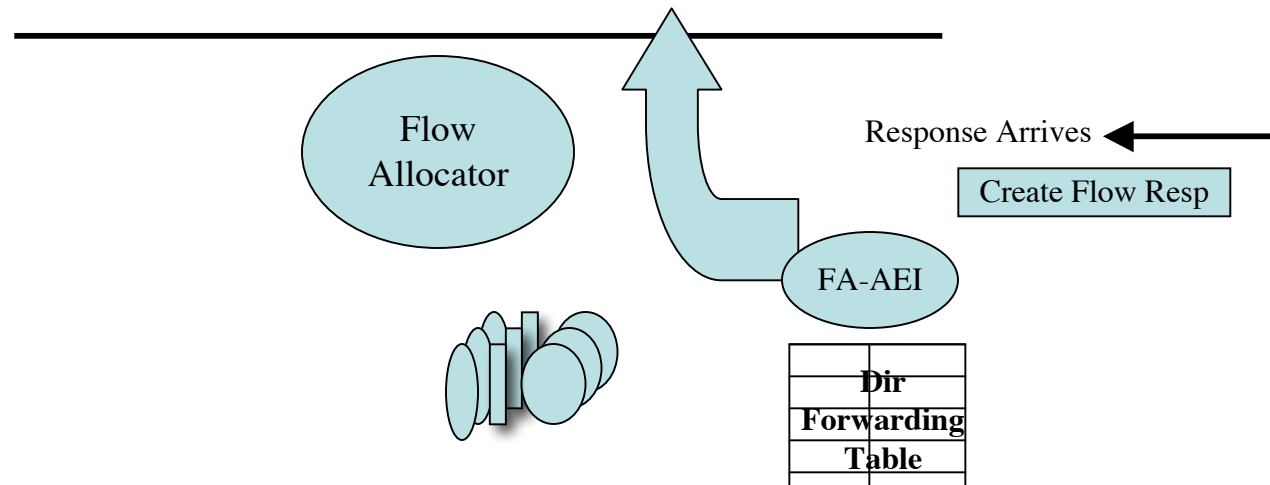 Flow
Allocator
Response Arrives
Create Flow Resp
FA-AEI
Dir
Forwarding
Table